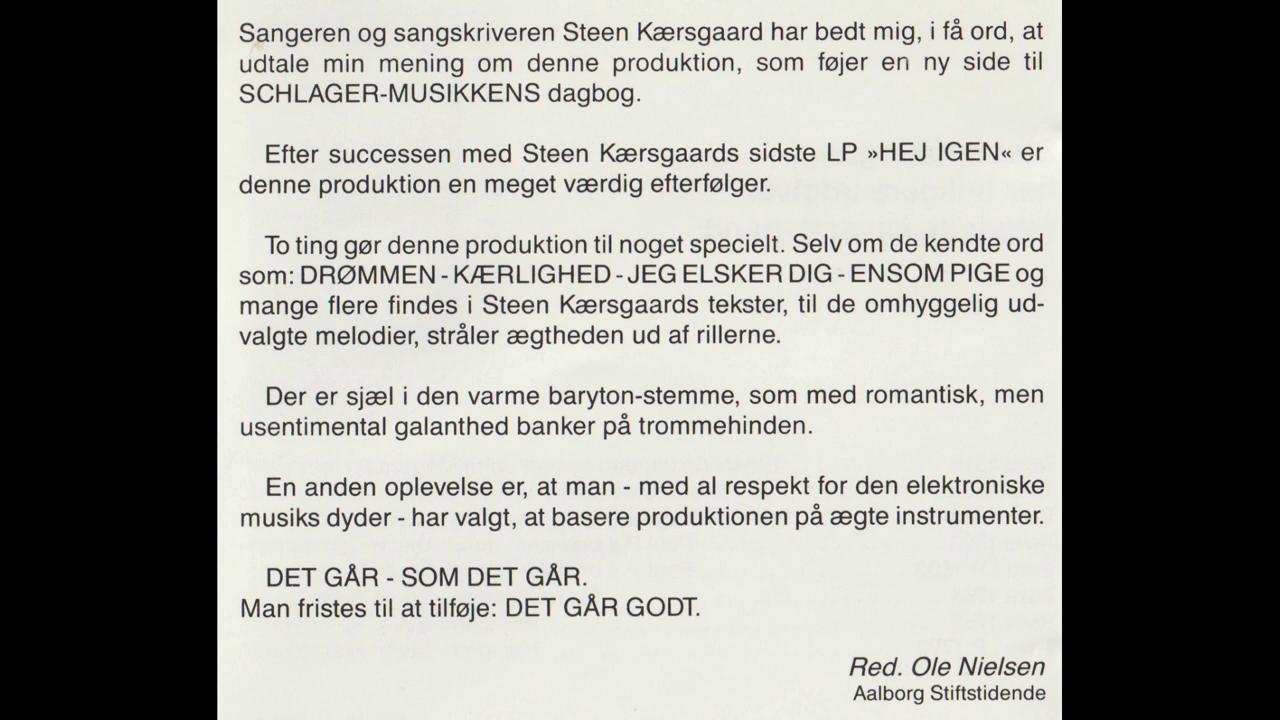 Sangeren og sangskriveren Steen Kærsgaard har bedt mig, i få ord, at
udtale min mening om denne produktion, som føjer en ny side til
SCHLAGER-MUSIKKENS dagbog.
Efter successen med Steen Kærsgaards sidste LP »HEJ IGEN« er
denne produktion en meget værdig efterfølger.
To ting gør denne produktion til noget specielt. Selv om de kendte ord
som: DRØMMEN - KÆRLIGHED - JEG ELSKER DIG - ENSOM PIGE og
mange flere findes i Steen Kærsgaards tekster, til de omhyggelig ud-
valgte melodier, stråler ægtheden ud af rillerne.
Der er sjæl i den varme baryton-stemme, som med romantisk, men
usentimental galanthed banker på trommehinden.
En anden oplevelse er, at man - med al respekt for den elektroniske
musiks dyder - har valgt, at basere produktionen på ægte instrumenter.
DET GÅR - SOM DET GÅR.
Man fristes til at tilføje: DET GÅR GODT.
Red. Ole Nielsen
Aalborg Stiftstidende